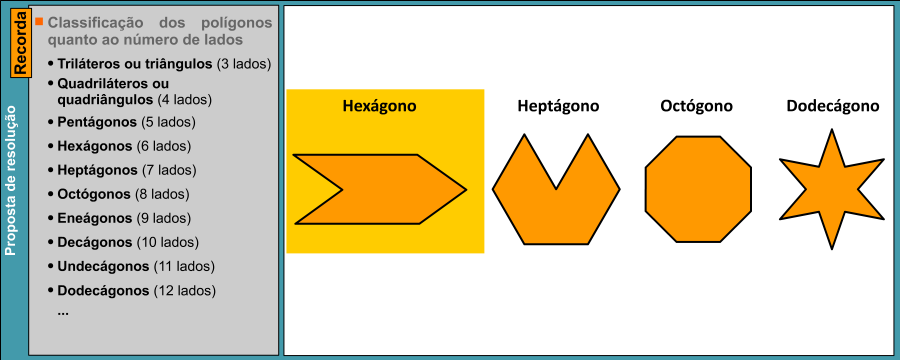 Recorda
Proposta de resolução
Classificação dos polígonos
quanto ao número de lados
• Triláteros ou triângulos (3 lados)
• Quadriláteros ou
quadriângulos (4 lados)
• Pentágonos (5 lados)
• Hexágonos (6 lados)
• Heptágonos (7 lados)
• Octógonos (8 lados)
• Eneágonos (9 lados)
• Decágonos (10 lados)
• Undecágonos (11 lados)
• Dodecágonos (12 lados)
...
Hexágono
Heptágono
Octógono
Dodecágono